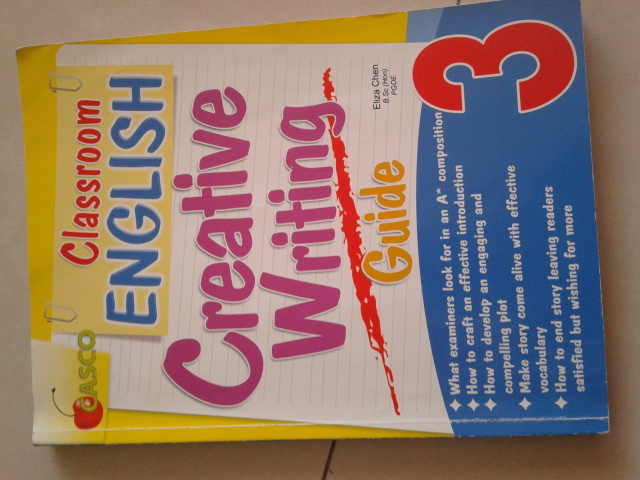 CASCO
Classroom
ENGLISH
Creative
Writing
Guide
Eliza Chen
B.Sc (Hon)
PGDE
3
✦ What examiners look for in an A* composition
✦ How to craft an effective introduction
✦ How to develop an engaging and
compelling plot
✦ Make story come alive with effective
vocabulary
✦ How to end story leaving readers
satisfied but wishing for more